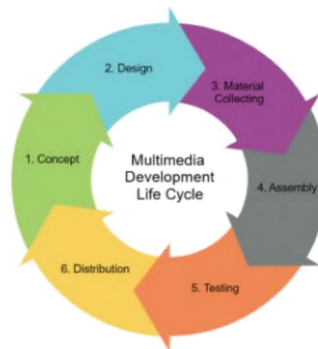 2. Design
3. Material
Collecting
1. Concept
Multimedia
Development
Life Cycle
4. Assembly
6. Distribution
5. Testing